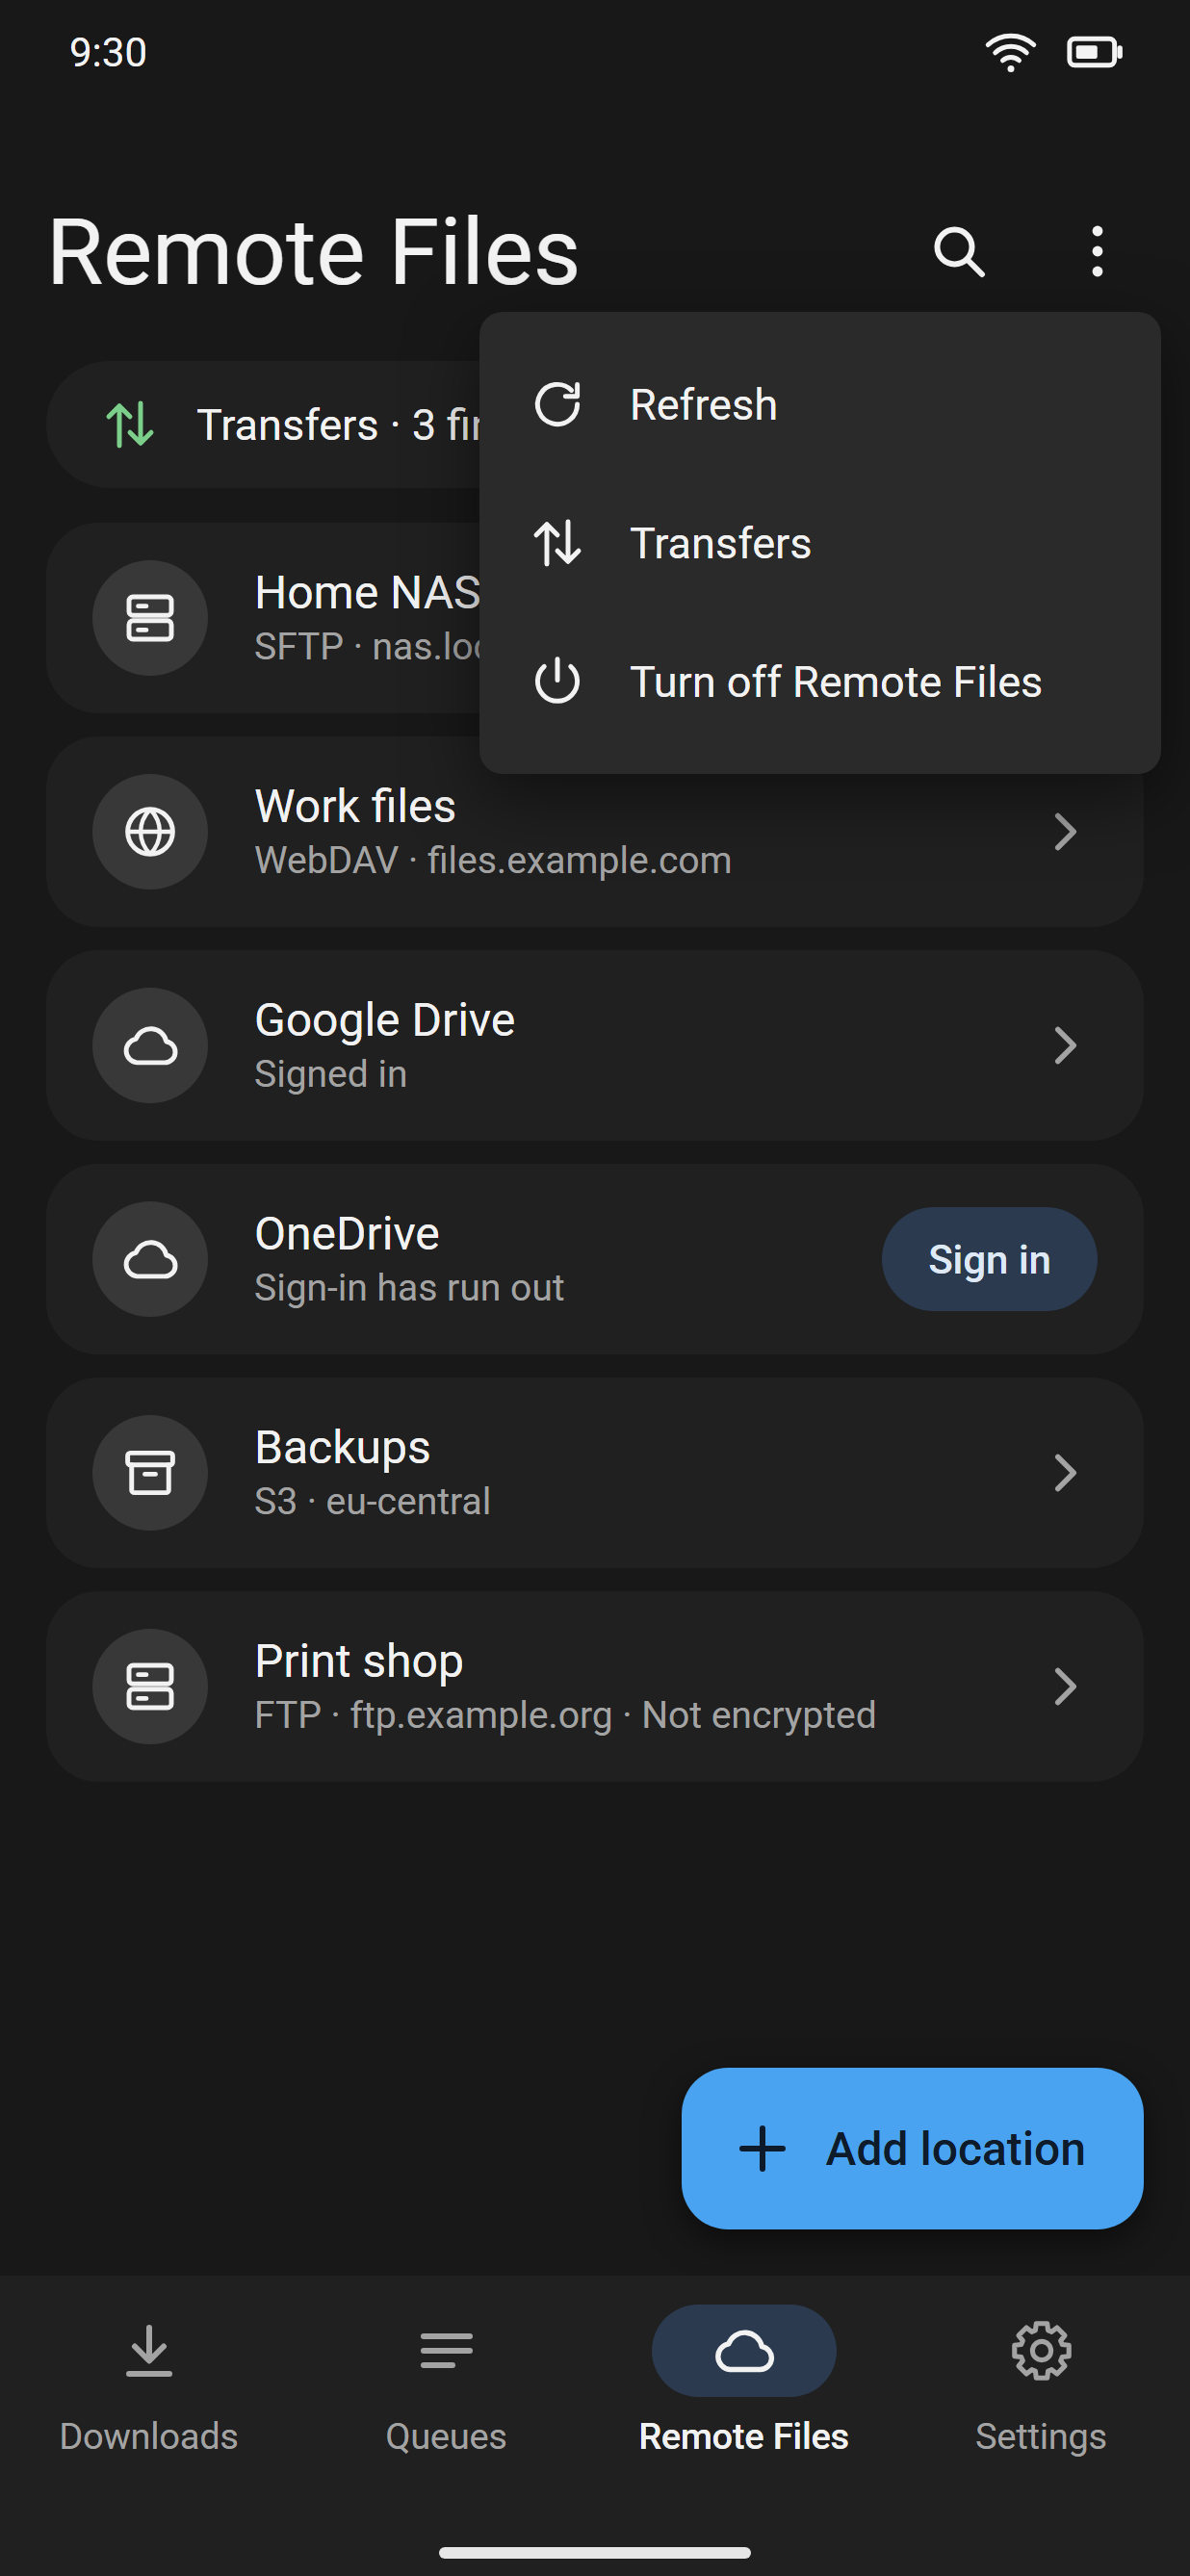 9:30
Remote Files
Refresh
Transfers · 3
Transfers
Home NAS
SFTP ·
Turn off Remote Files
Work files
WebDAV · files.example.com
Google Drive
Signed in
OneDrive
Sign-in has run out
Sign in
Backups
S3 · eu-central
Print shop
FTP · ftp.example.org · Not encrypted
Add location
Downloads
Queues
Remote Files
Settings